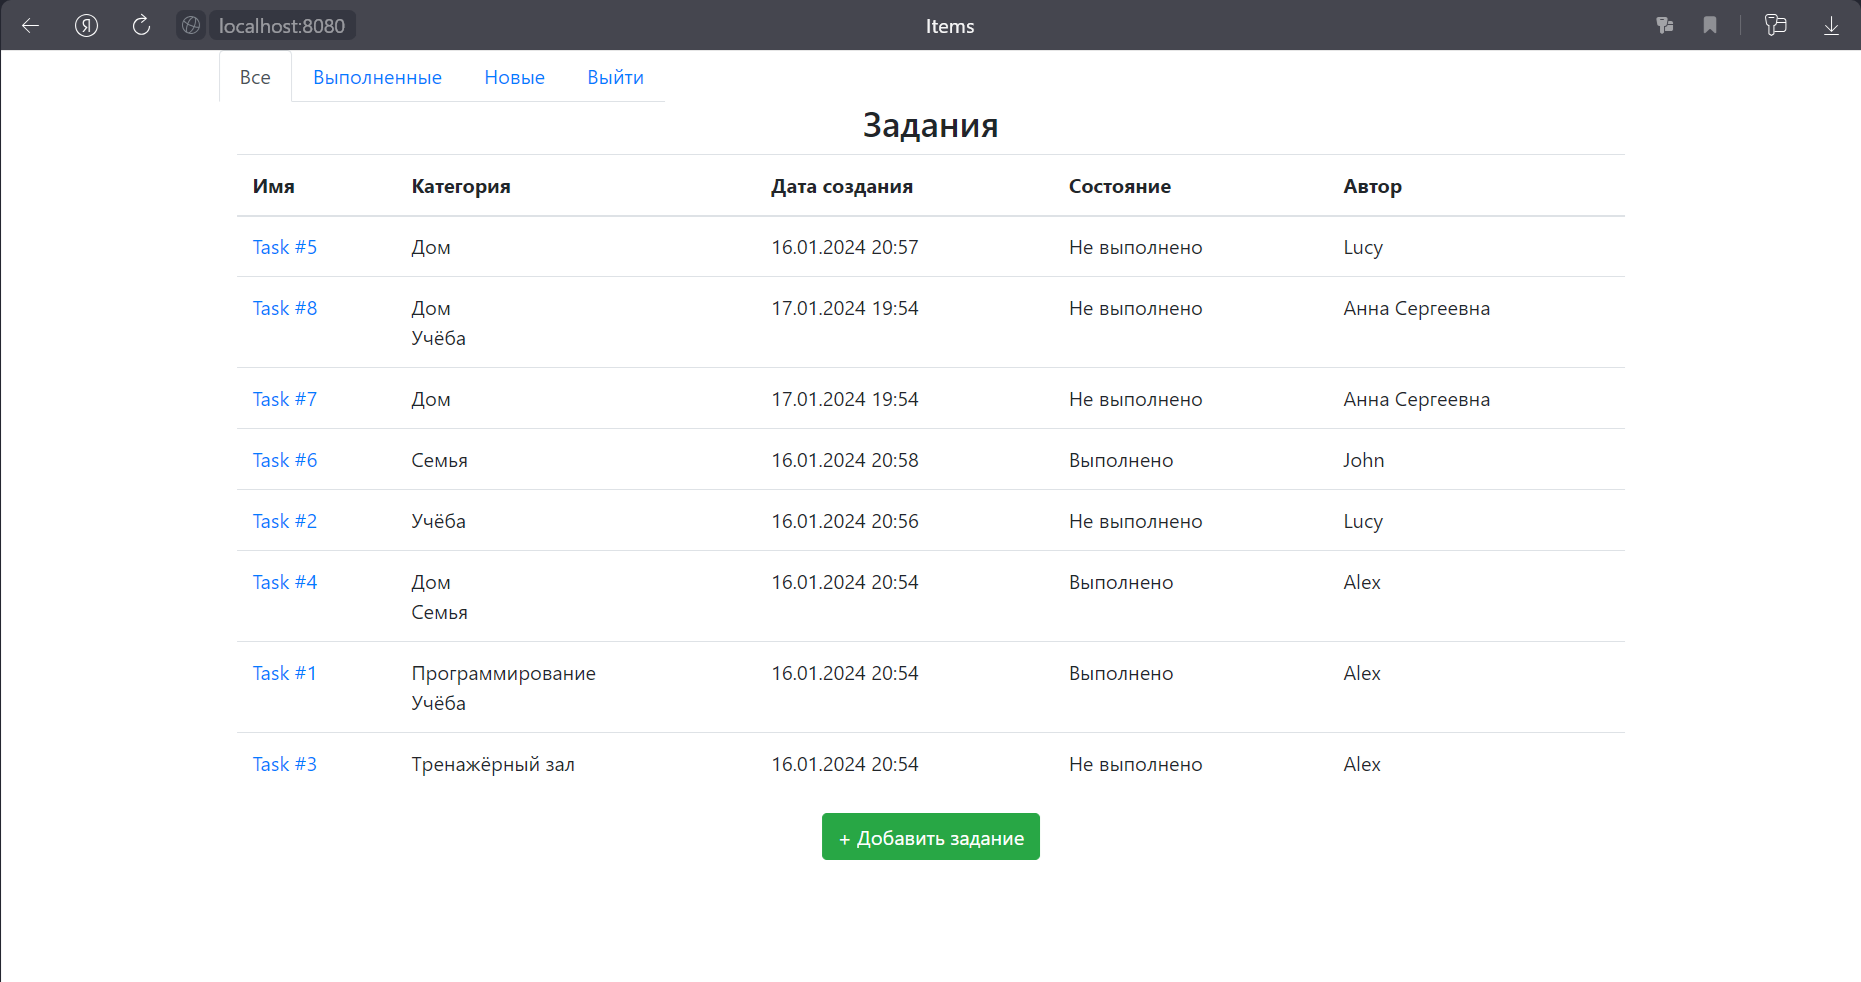 localhost:8080 Items
Все Выполненные Новые Выйти
Задания
Имя Категория Дата создания Состояние Автор
Task #5 Дом 16.01.2024 20:57 Не выполнено Lucy
Task #8 Дом 17.01.2024 19:54 Не выполнено Анна Сергеевна
Учёба
Task #7 Дом 17.01.2024 19:54 Не выполнено Анна Сергеевна
Task #6 Семья 16.01.2024 20:58 Выполнено John
Task #2 Учёба 16.01.2024 20:56 Не выполнено Lucy
Task #4 Дом 16.01.2024 20:54 Выполнено Alex
Семья
Task #1 Программирование 16.01.2024 20:54 Выполнено Alex
Учёба
Task #3 Тренажёрный зал 16.01.2024 20:54 Не выполнено Alex
+ Добавить задание